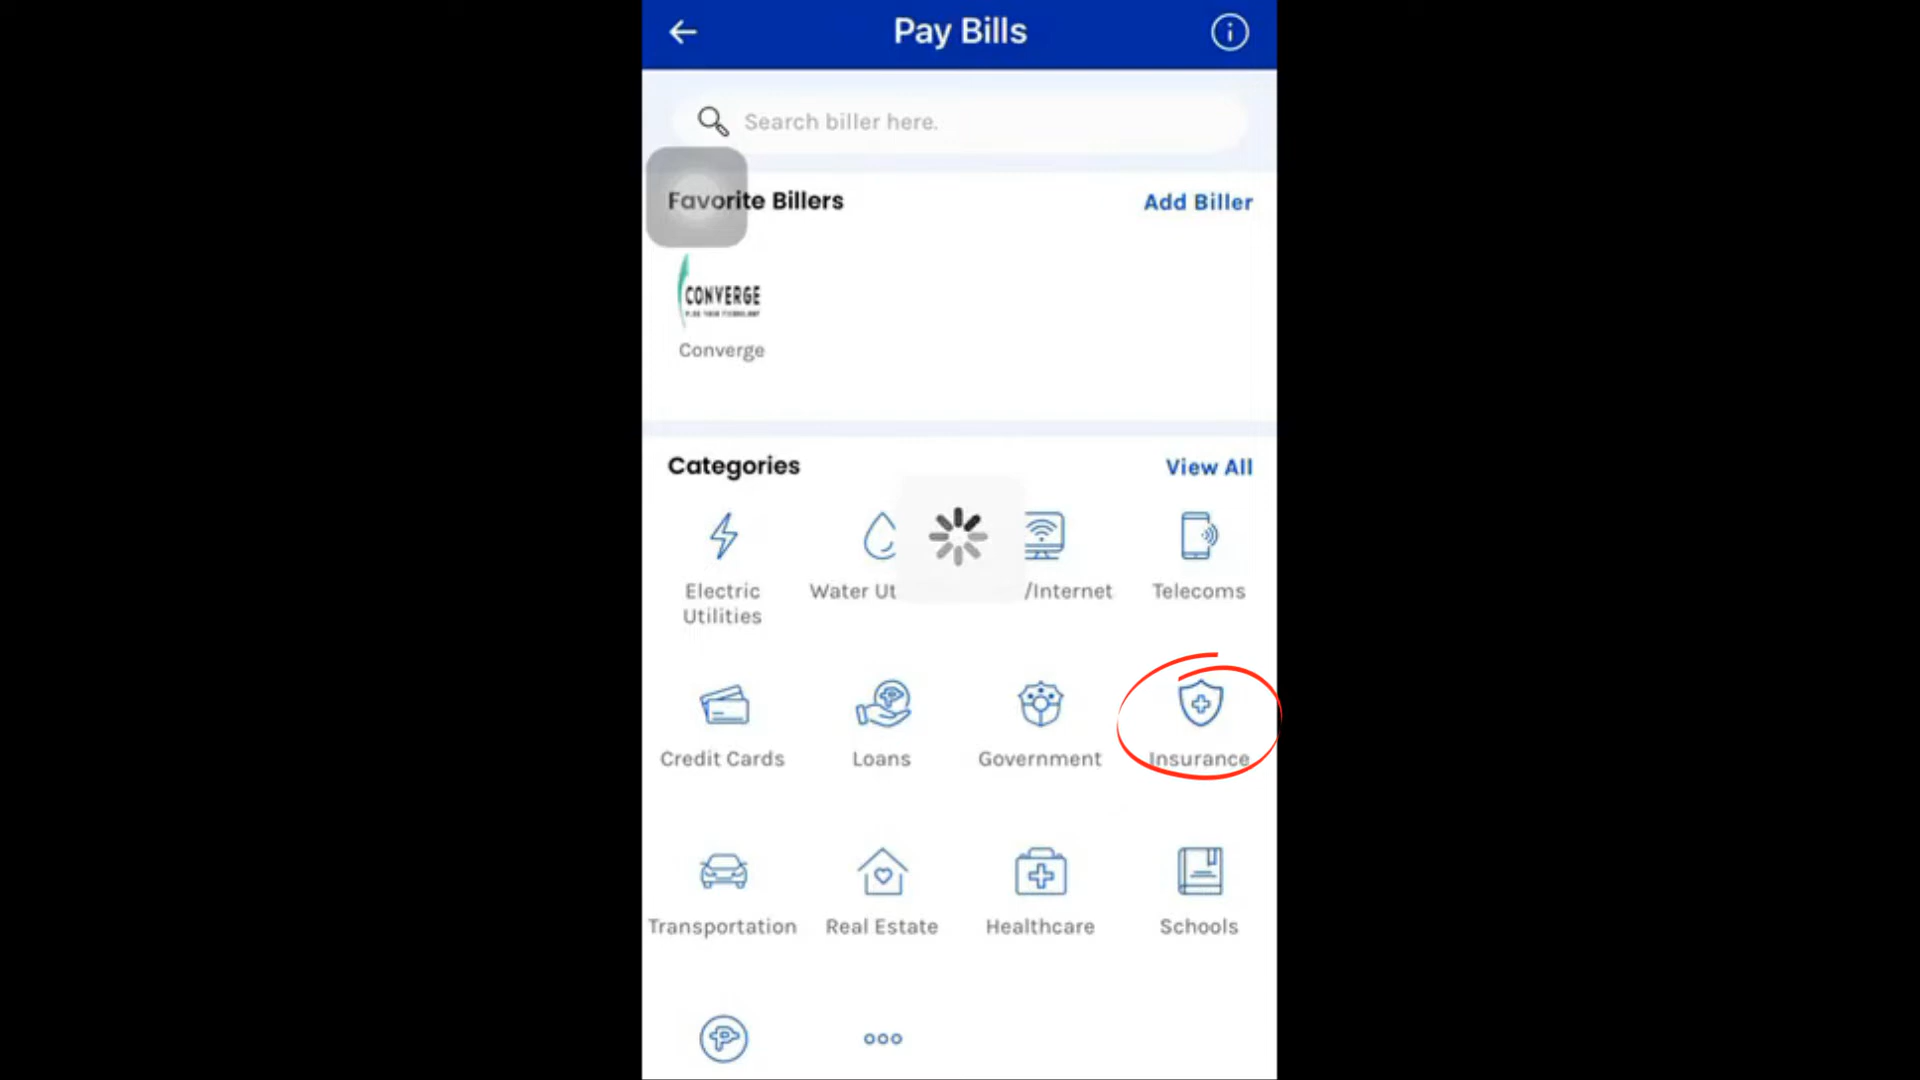 Pay Bills
Search biller here.
Favorite Billers
Add Biller
CONVERGE
Converge
Categories
View All
Electric
Utilities
Water Ut
/Internet
Telecoms
Credit Cards
Loans
Government
Insurance
Transportation
Real Estate
Healthcare
Schools